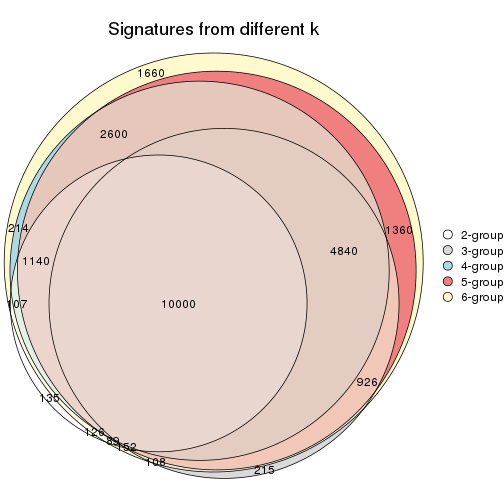 Signatures from different k
1660
2600
214
1360
4840
1140
107
10000
926
135
126
89
152
108
215
2-group
3-group
4-group
5-group
6-group